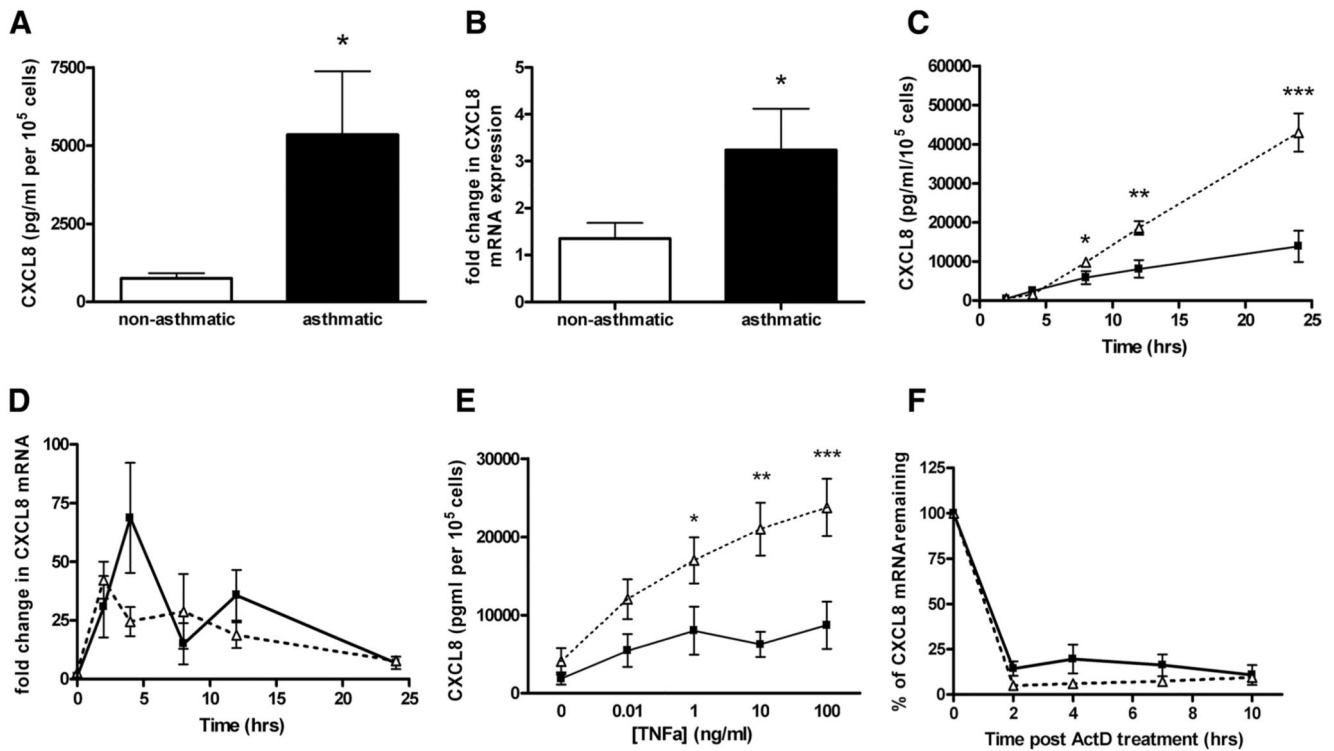 A
*
CXCL8 (pg/ml per 10⁵ cells)
7500
5000
2500
0
non-asthmatic
asthmatic
B
*
fold change in CXCL8
mRNA expression
5
4
3
2
1
0
non-asthmatic
asthmatic
C
CXCL8 (pg/ml/10⁵ cells)
60000
50000
40000
30000
20000
10000
0
*
**
***
0 5 10 15 20 25
Time (hrs)
D
fold change in CXCL8 mRNA
100
75
50
25
0
0 5 10 15 20 25
Time (hrs)
E
CXCL8 (pgml per 10⁵ cells)
30000
20000
10000
0
*
**
***
0 0.01 1 10 100
[TNFa] (ng/ml)
F
% of CXCL8 mRNAremaining
125
100
75
50
25
0
0 2 4 6 8 10
Time post ActD treatment (hrs)